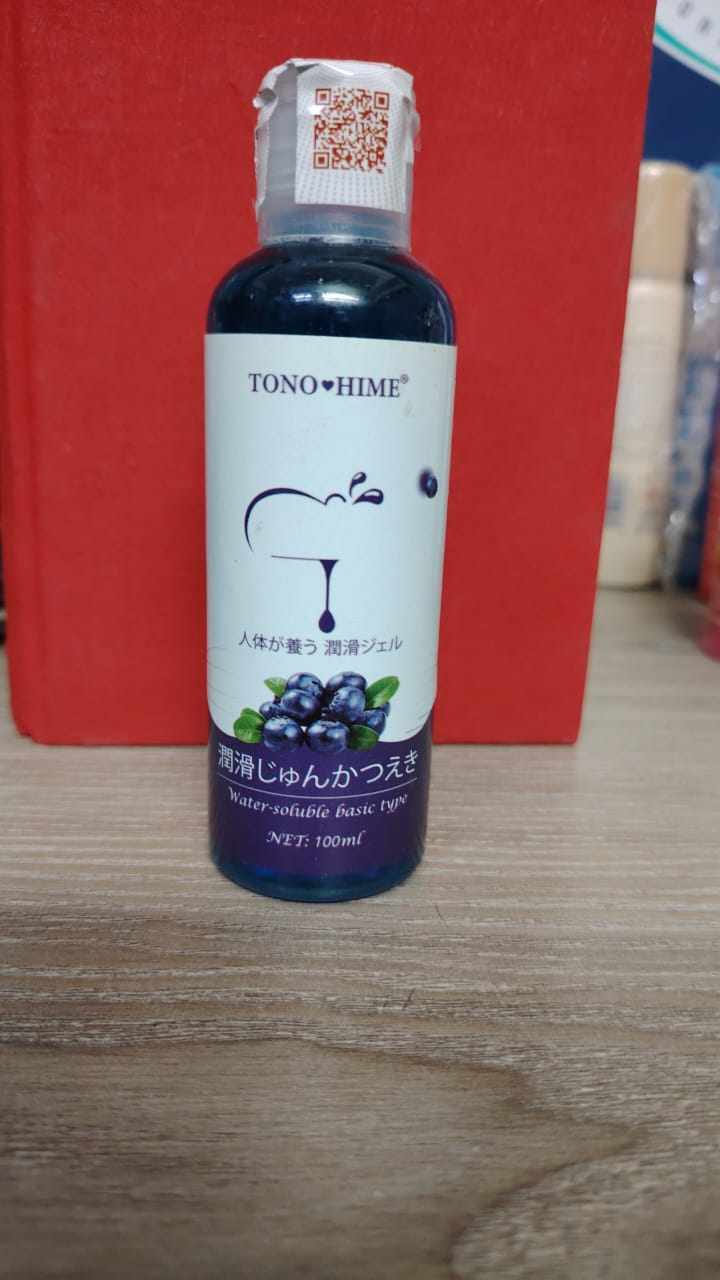 TONO♥HIME®
人体が養う 潤滑ジェル
潤滑じゅんかつえき
Water-soluble basic type
NET: 100ml